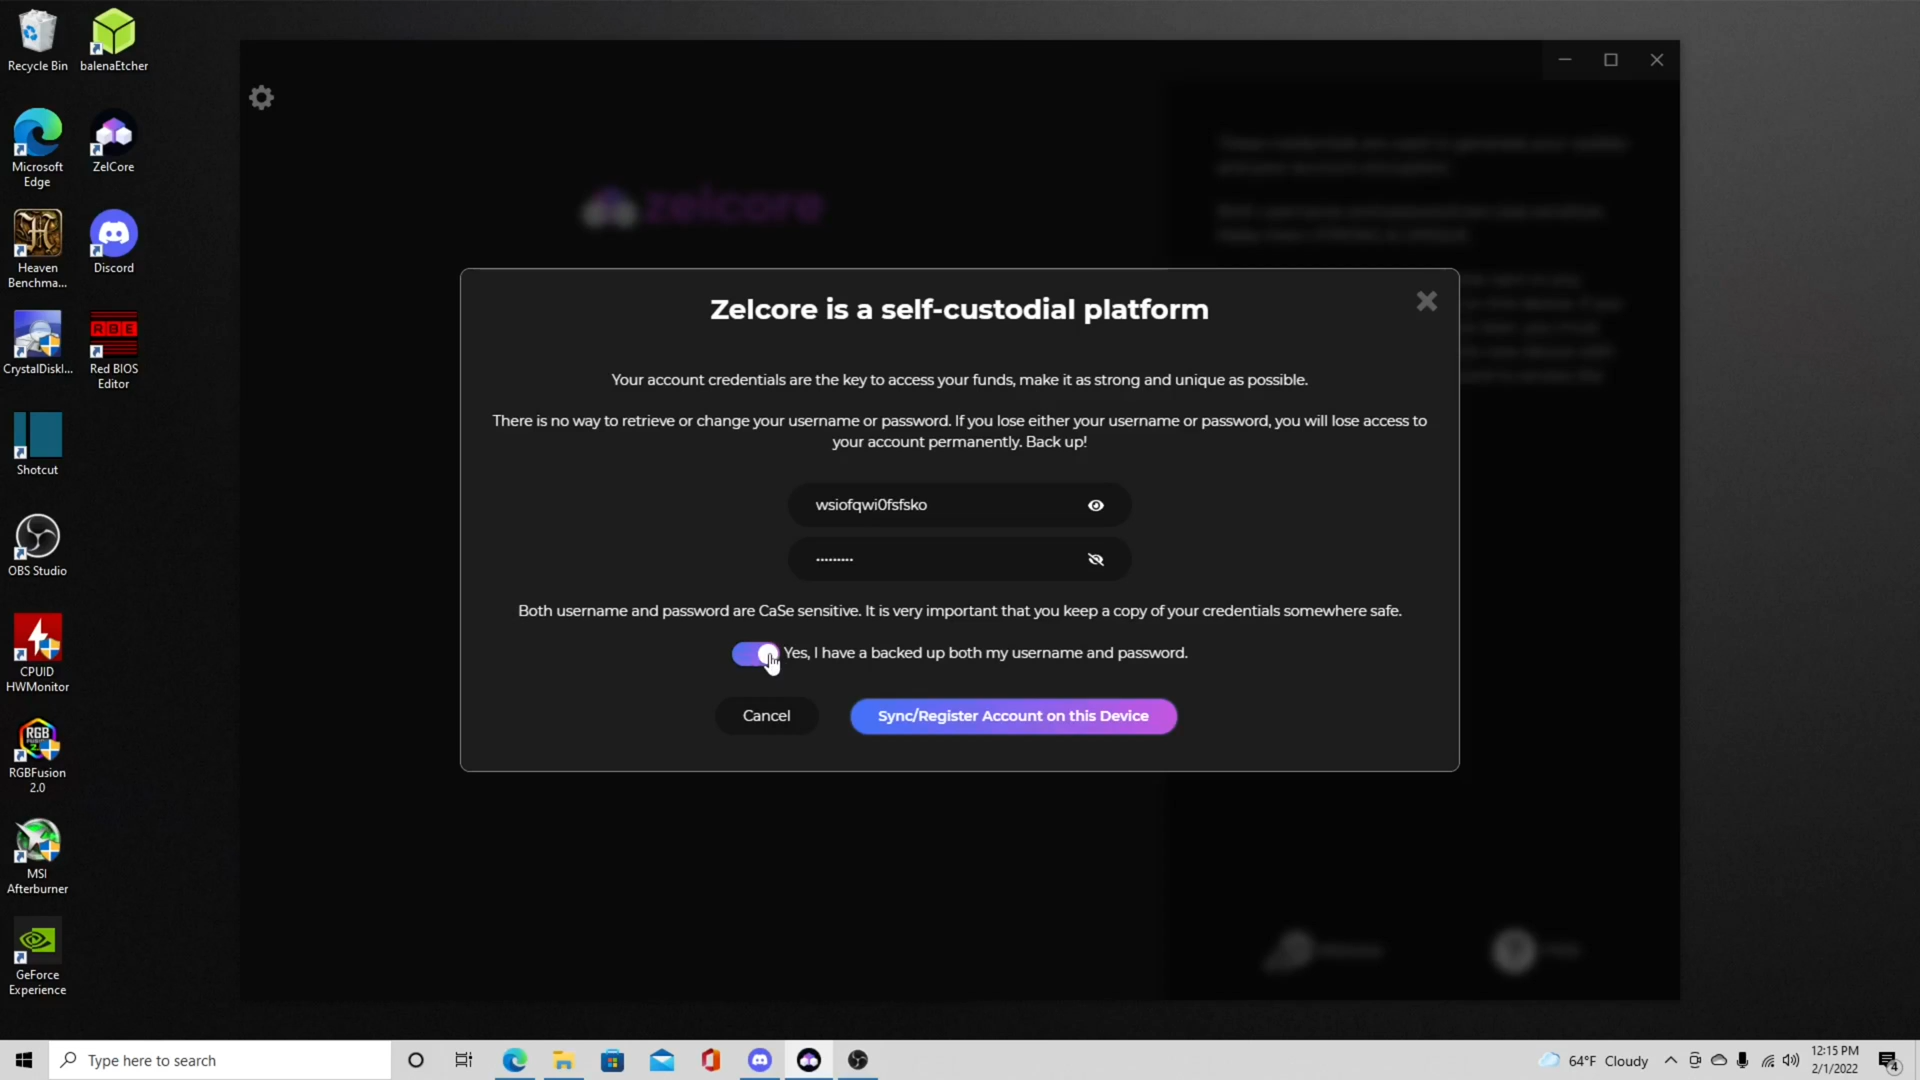 Recycle Bin
balenaEtcher
Microsoft
Edge
ZelCore
Heaven
Benchma...
Discord
CrystalDiskl...
RBE
Red BIOS
Editor
Shotcut
OBS Studio
CPUID
HWMonitor
RGB
RGBFusion
2.0
MSI
Afterburner
GeForce
Experience
zelcore
Zelcore is a self-custodial platform
Your account credentials are the key to access your funds, make it as strong and unique as possible.
There is no way to retrieve or change your username or password. If you lose either your username or password, you will lose access to
your account permanently. Back up!
wsiofqwi0fsfsko
Both username and password are CaSe sensitive. It is very important that you keep a copy of your credentials somewhere safe.
Yes, I have a backed up both my username and password.
Cancel
Sync/Register Account on this Device
Type here to search
64°F Cloudy
12:15 PM
2/1/2022
4